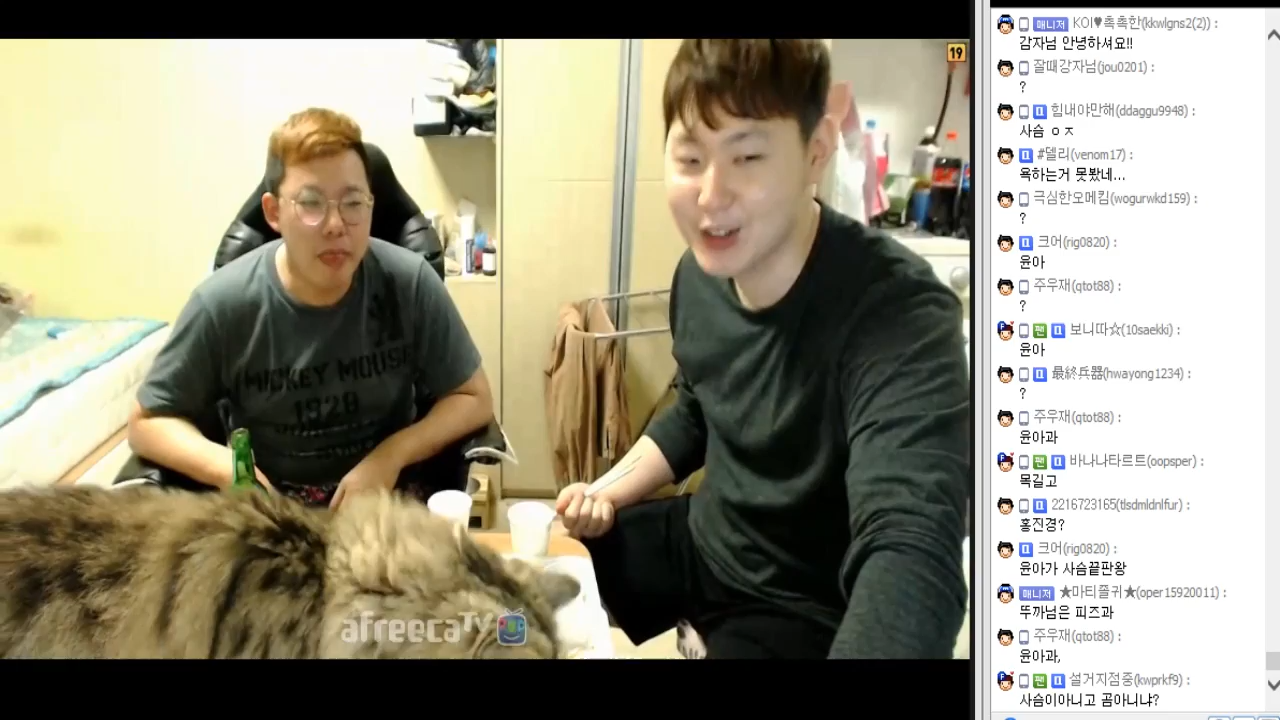 19
MICKEY MOUSE
1928
afreecaTV
매니저 KOI♥촉촉한(kkwlgns2(2)) :
감자님 안녕하셔요!!
잘때강자님(jou0201) :
?
힘내야만해(ddaggu9948) :
사슴 ㅇㅈ
#델리(venom17) :
욕하는거 못봤네...
극심한오메킴(wogurwkd159) :
?
크어(rig0820) :
윤아
주우재(qtot88) :
?
팬 보니따☆(10saekki) :
윤아
最終兵器(hwayong1234) :
?
주우재(qtot88) :
윤아과
팬 바나나타르트(oopsper) :
목길고
2216723165(tlsdmldnlfur) :
홍진경?
크어(rig0820) :
윤아가 사슴끝판왕
매니저 ★마티쫄귀★(oper15920011) :
뚜까님은 피즈과
주우재(qtot88) :
윤아과,
팬 설거지점중(kwprkf9) :
사슴이아니고 곰아니냐?